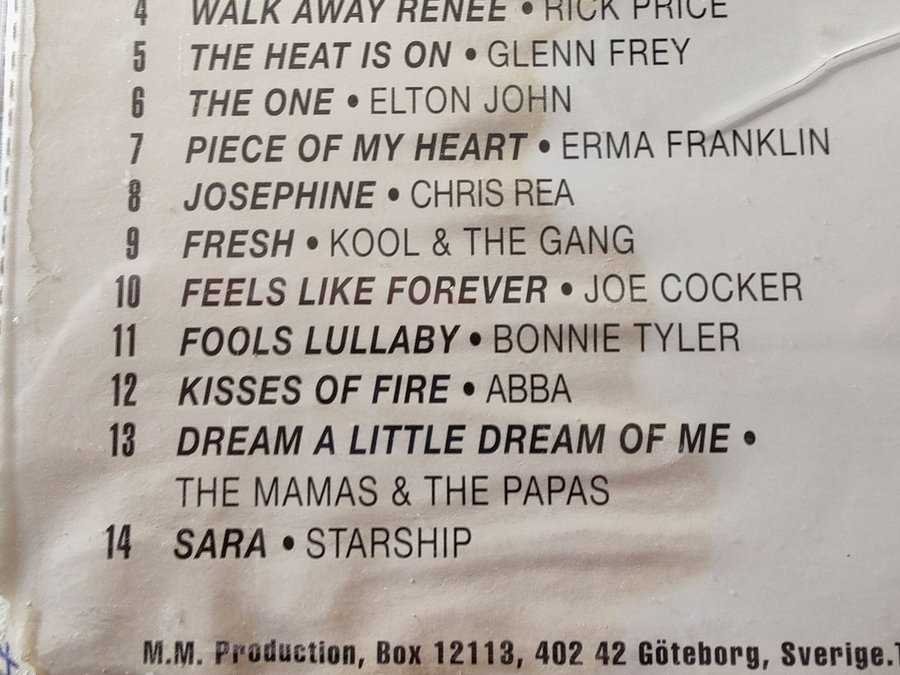 4 WALK AWAY RENEE • RICK PRICE
5 THE HEAT IS ON • GLENN FREY
6 THE ONE • ELTON JOHN
7 PIECE OF MY HEART • ERMA FRANKLIN
8 JOSEPHINE • CHRIS REA
9 FRESH • KOOL & THE GANG
10 FEELS LIKE FOREVER • JOE COCKER
11 FOOLS LULLABY • BONNIE TYLER
12 KISSES OF FIRE • ABBA
13 DREAM A LITTLE DREAM OF ME •
THE MAMAS & THE PAPAS
14 SARA • STARSHIP
M.M. Production, Box 12113, 402 42 Göteborg, Sverige.